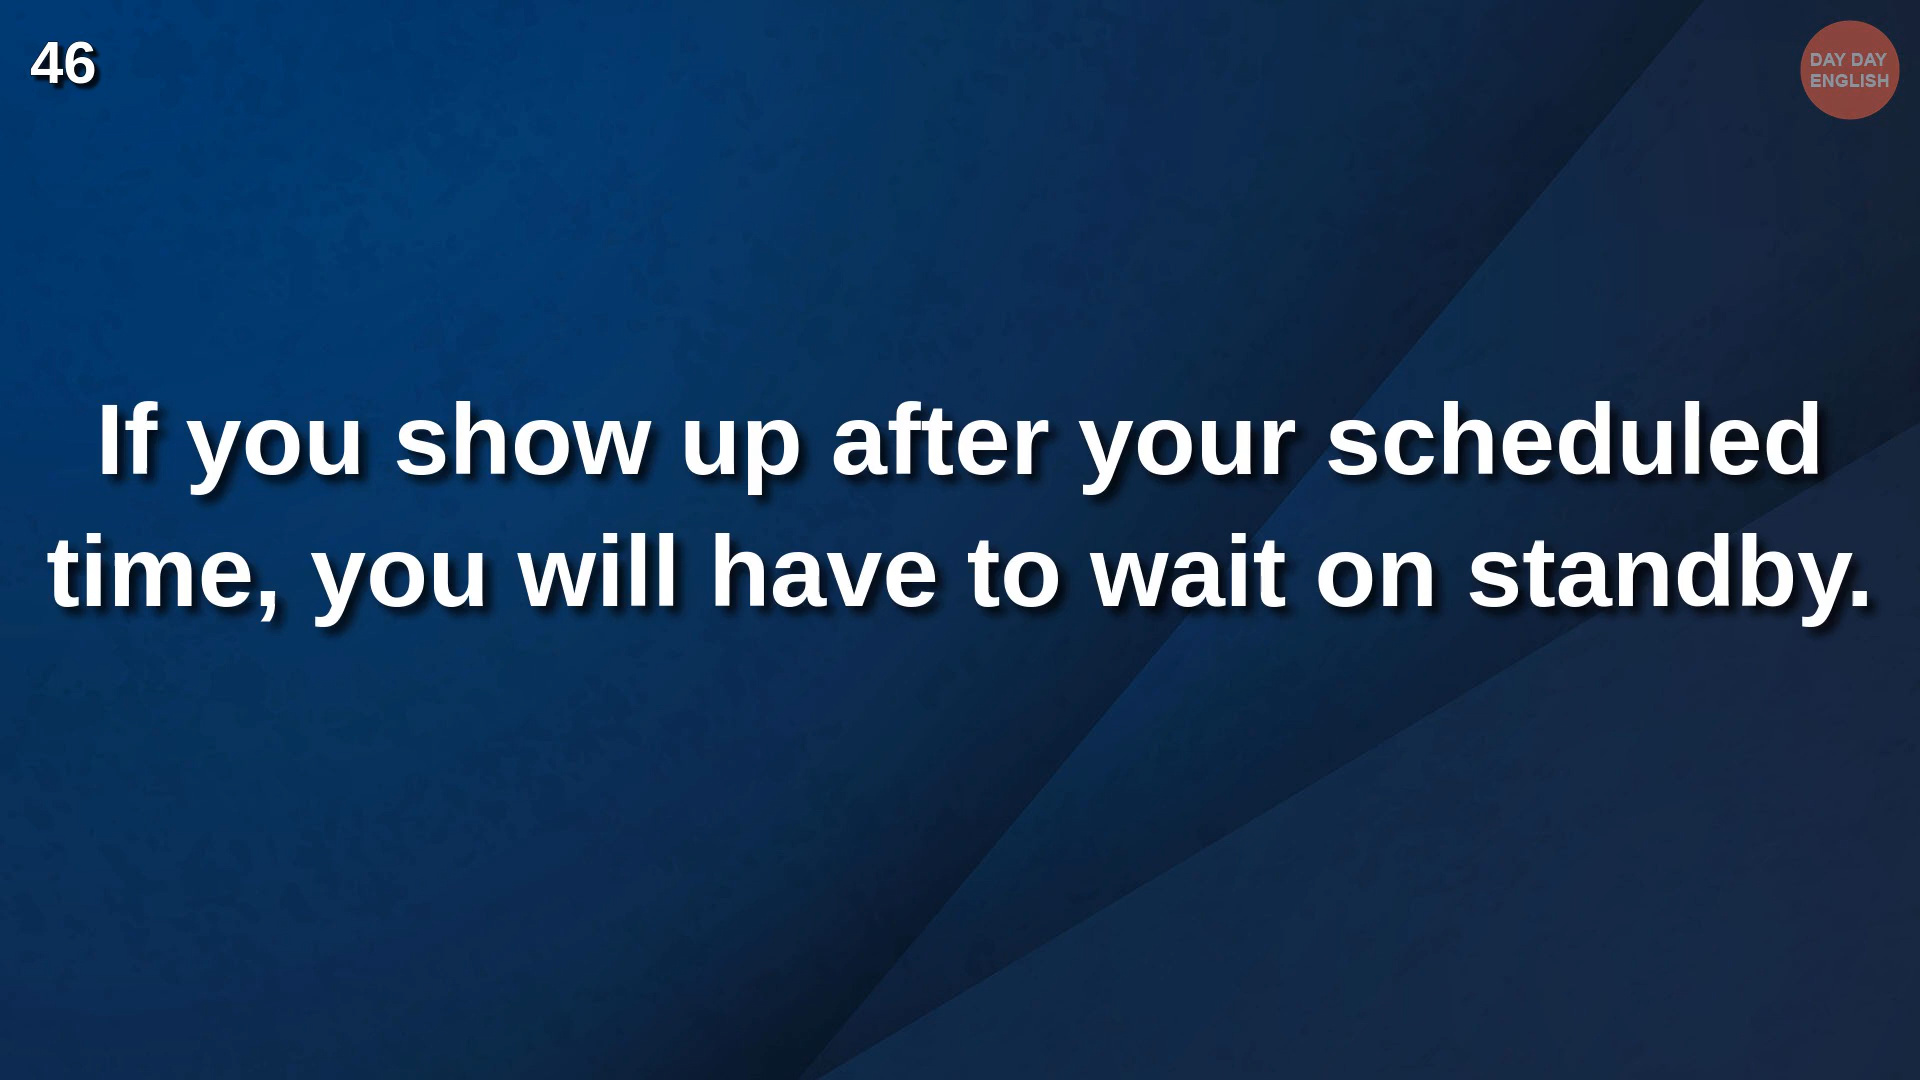 46
DAY DAY
ENGLISH
If you show up after your scheduled
time, you will have to wait on standby.